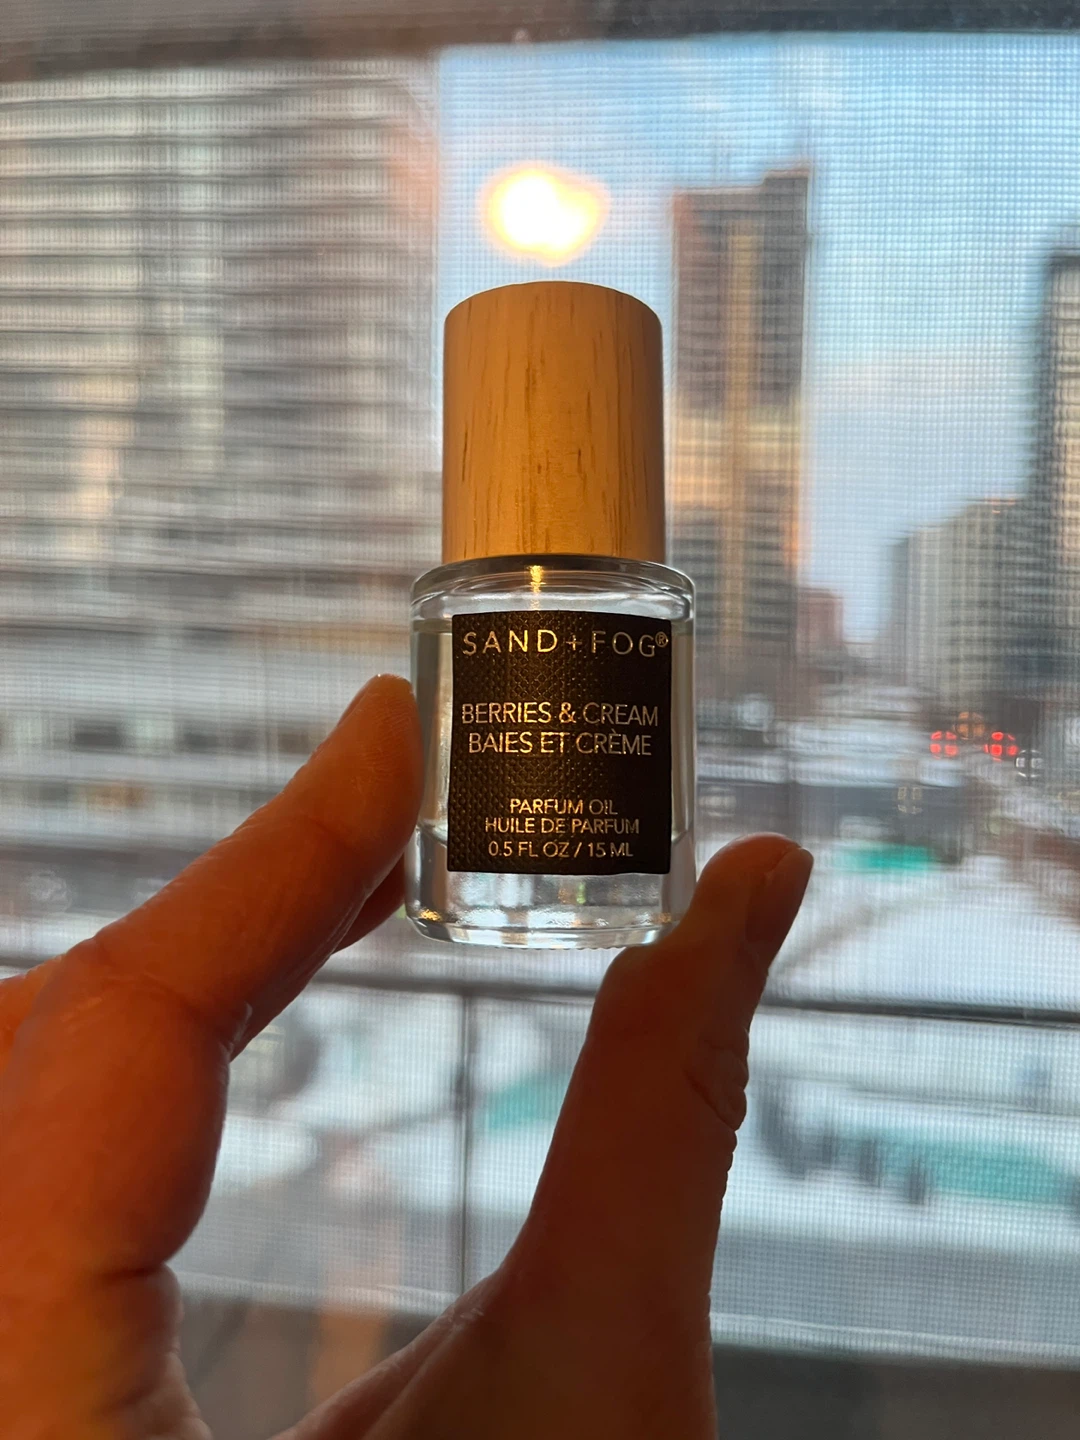 SAND+FOG®
BERRIES & CREAM
BAIES ET CRÈME
PARFUM OIL
HUILE DE PARFUM
0.5 FL OZ / 15 ML